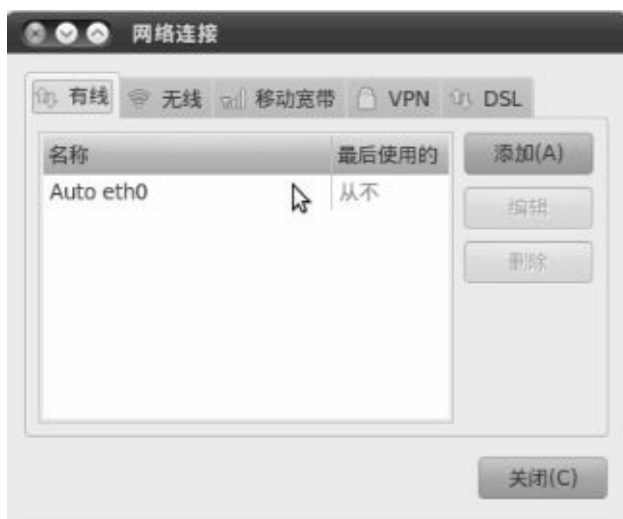 网络连接
有线 无线 移动宽带 VPN DSL
名称 最后使用的 添加(A)
Auto eth0 从不 编辑
删除
关闭(C)